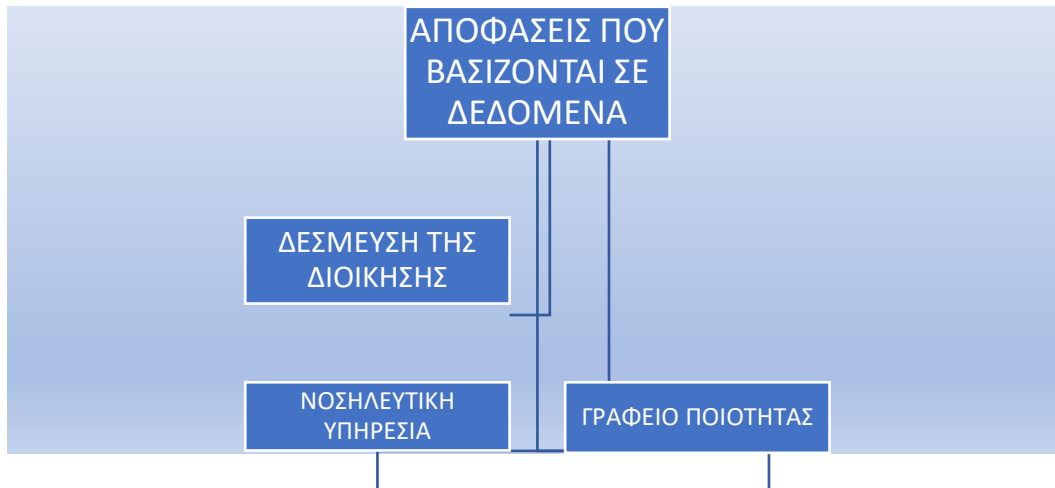 ΑΠΟΦΑΣΕΙΣ ΠΟΥ
ΒΑΣΙΖΟΝΤΑΙ ΣΕ
ΔΕΔΟΜΕΝΑ
ΔΕΣΜΕΥΣΗ ΤΗΣ
ΔΙΟΙΚΗΣΗΣ
ΝΟΣΗΛΕΥΤΙΚΗ
ΥΠΗΡΕΣΙΑ
ΓΡΑΦΕΙΟ ΠΟΙΟΤΗΤΑΣ